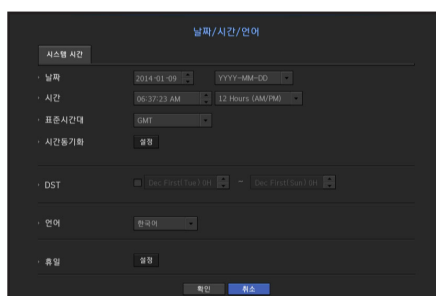 날짜/시간/언어
시스템 시간
· 날짜 2014-01-09 YYYY-MM-DD
· 시간 06:37:23 AM 12 Hours (AM/PM)
· 표준시간대 GMT
· 시간동기화 설정
· DST Dec(First(Tue) 0H - Dec(First(Sun) 0H
· 언어 한국어
· 휴일 설정
확인 취소